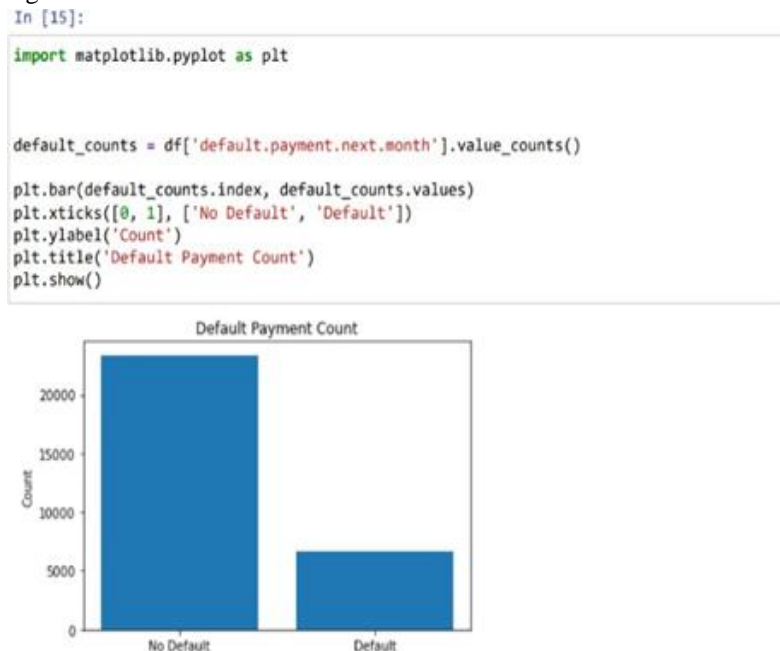 In [15]:
import matplotlib.pyplot as plt
default_counts = df['default.payment.next.month'].value_counts()
plt.bar(default_counts.index, default_counts.values)
plt.xticks([0, 1], ['No Default', 'Default'])
plt.ylabel('Count')
plt.title('Default Payment Count')
plt.show()
Default Payment Count
20000
15000
10000
5000
0
Count
No Default
Default